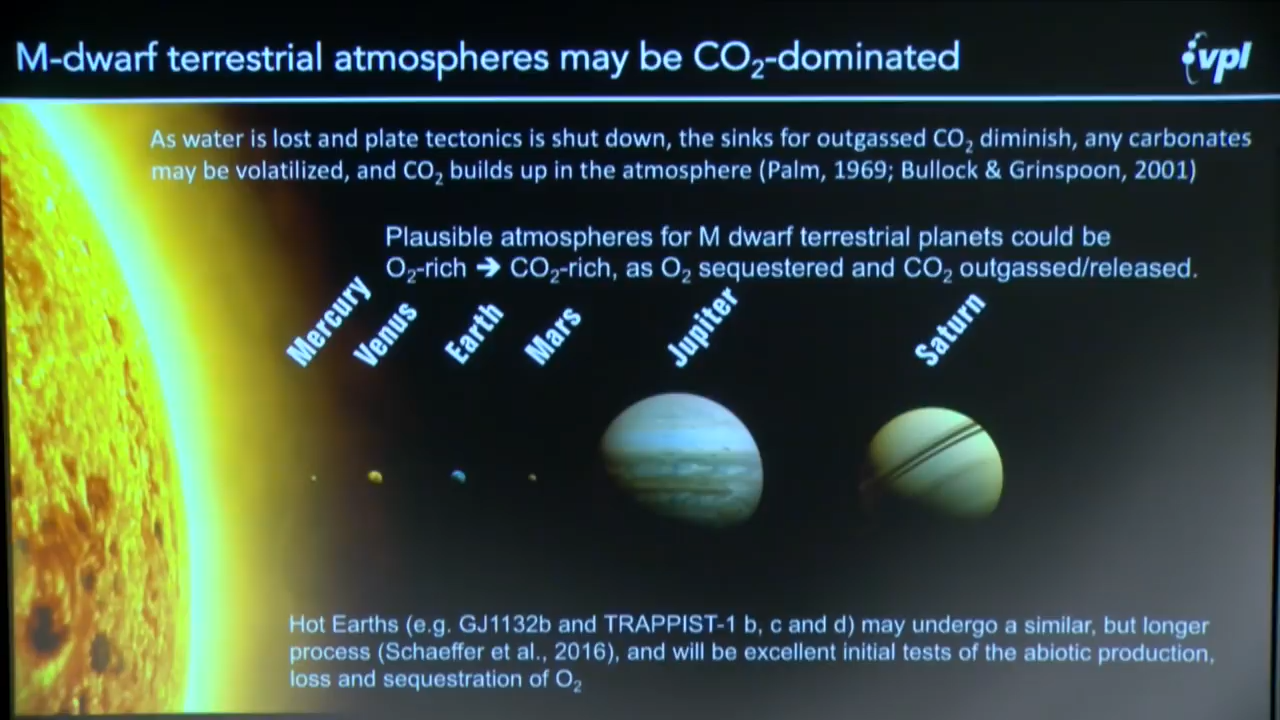 M-dwarf terrestrial atmospheres may be CO₂-dominated
vpl
As water is lost and plate tectonics is shut down, the sinks for outgassed CO₂ diminish, any carbonates
may be volatilized, and CO₂ builds up in the atmosphere (Palm, 1969; Bullock & Grinspoon, 2001)
Plausible atmospheres for M dwarf terrestrial planets could be
O₂-rich ➔ CO₂-rich, as O₂ sequestered and CO₂ outgassed/released.
Mercury
Venus
Earth
Mars
Jupiter
Saturn
Hot Earths (e.g. GJ1132b and TRAPPIST-1 b, c and d) may undergo a similar, but longer
process (Schaeffer et al., 2016), and will be excellent initial tests of the abiotic production,
loss and sequestration of O₂